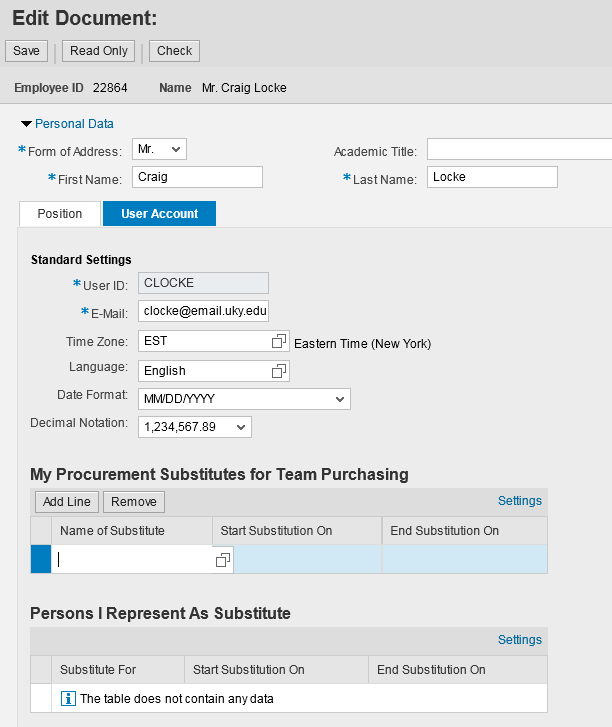 Edit Document:
Save Read Only Check
Employee ID 22864 Name Mr. Craig Locke
Personal Data
* Form of Address: Mr. Academic Title:
* First Name: Craig * Last Name: Locke
Position User Account
Standard Settings
* User ID: CLOCKE
* E-Mail: clocke@email.uky.edu
Time Zone: EST Eastern Time (New York)
Language: English
Date Format: MM/DD/YYYY
Decimal Notation: 1,234,567.89
My Procurement Substitutes for Team Purchasing
Add Line Remove Settings
Name of Substitute Start Substitution On End Substitution On
Persons I Represent As Substitute
Settings
Substitute For Start Substitution On End Substitution On
The table does not contain any data